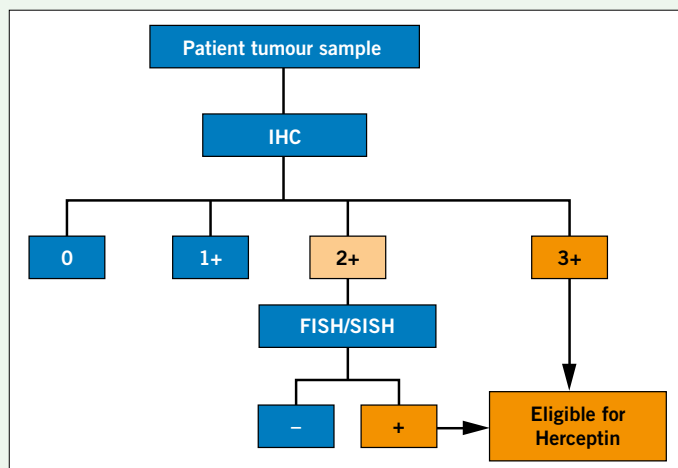 Patient tumour sample
IHC
0
1+
2+
3+
FISH/SISH
–
+
Eligible for
Herceptin